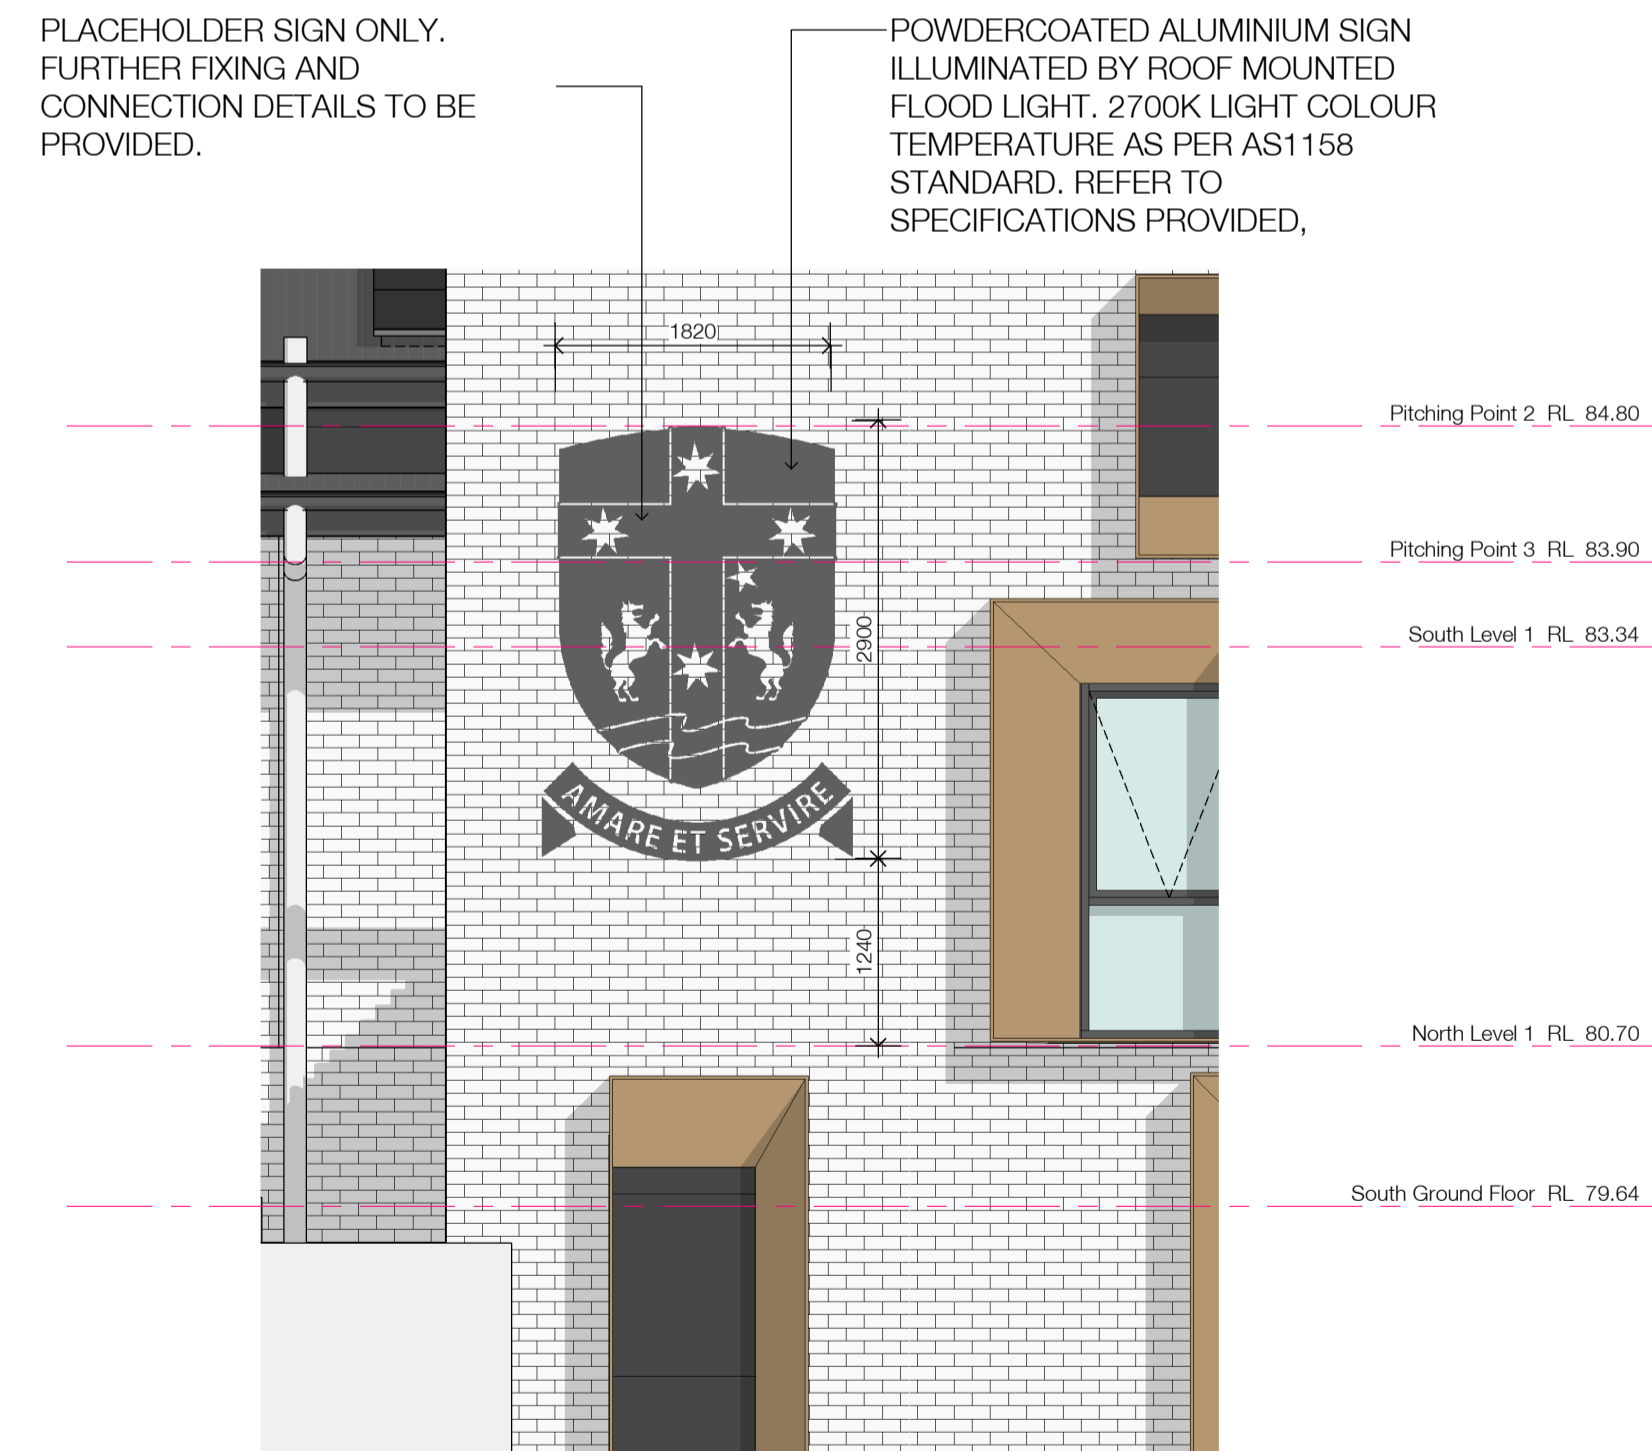 PLACEHOLDER SIGN ONLY.
FURTHER FIXING AND
CONNECTION DETAILS TO BE
PROVIDED.
POWDERCOATED ALUMINIUM SIGN
ILLUMINATED BY ROOF MOUNTED
FLOOD LIGHT. 2700K LIGHT COLOUR
TEMPERATURE AS PER AS1158
STANDARD. REFER TO
SPECIFICATIONS PROVIDED,
1820
Pitching Point 2 RL 84.80
Pitching Point 3 RL 83.90
2900
South Level 1 RL 83.34
AMARE ET SERVIRE
1240
North Level 1 RL 80.70
South Ground Floor RL 79.64